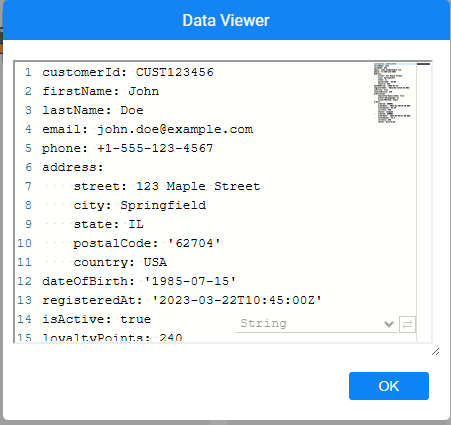 Data Viewer
1 customerId: CUST123456
2 firstName: John
3 lastName: Doe
4 email: john.doe@example.com
5 phone: +1-555-123-4567
6 address:
7     street: 123 Maple Street
8     city: Springfield
9     state: IL
10     postalCode: '62704'
11     country: USA
12 dateOfBirth: '1985-07-15'
13 registeredAt: '2023-03-22T10:45:00Z'
14 isActive: true
String
15 loyaltyPoints: 240
OK